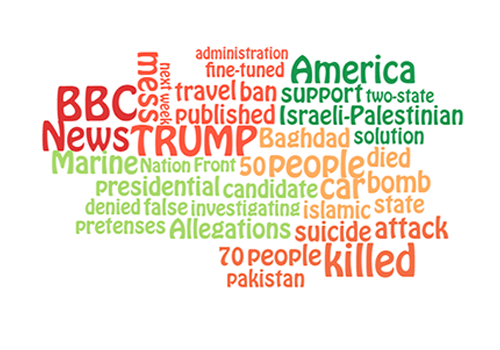 administration
fine-tuned
mess
next week
America
BBC
travel ban
support two-state
published
Israeli-Palestinian
News TRUMP
Baghdad
solution
Marine Nation Front
50 people died
presidential candidate
car bomb
denied false investigating
islamic state
pretenses Allegations
suicide attack
70 people killed
pakistan